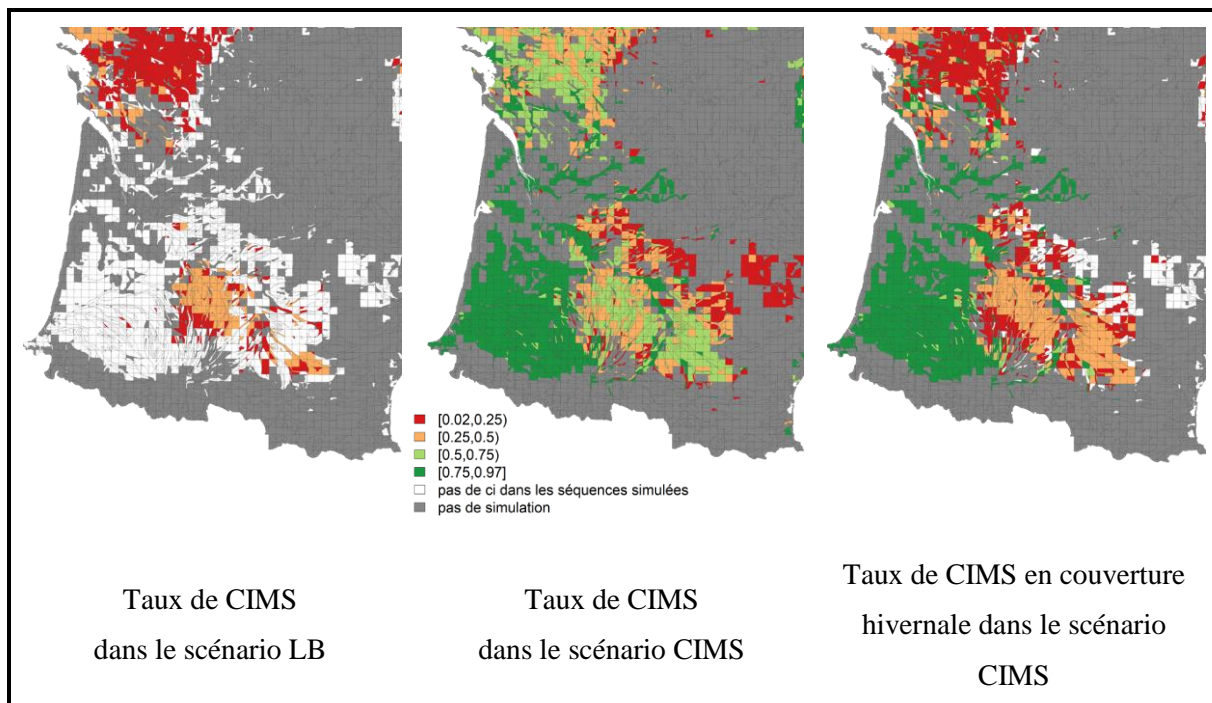 [0.02,0.25)
[0.25,0.5)
[0.5,0.75)
[0.75,0.97]
pas de ci dans les séquences simulées
pas de simulation
Taux de CIMS
dans le scénario LB
Taux de CIMS
dans le scénario CIMS
Taux de CIMS en couverture
hivernale dans le scénario
CIMS